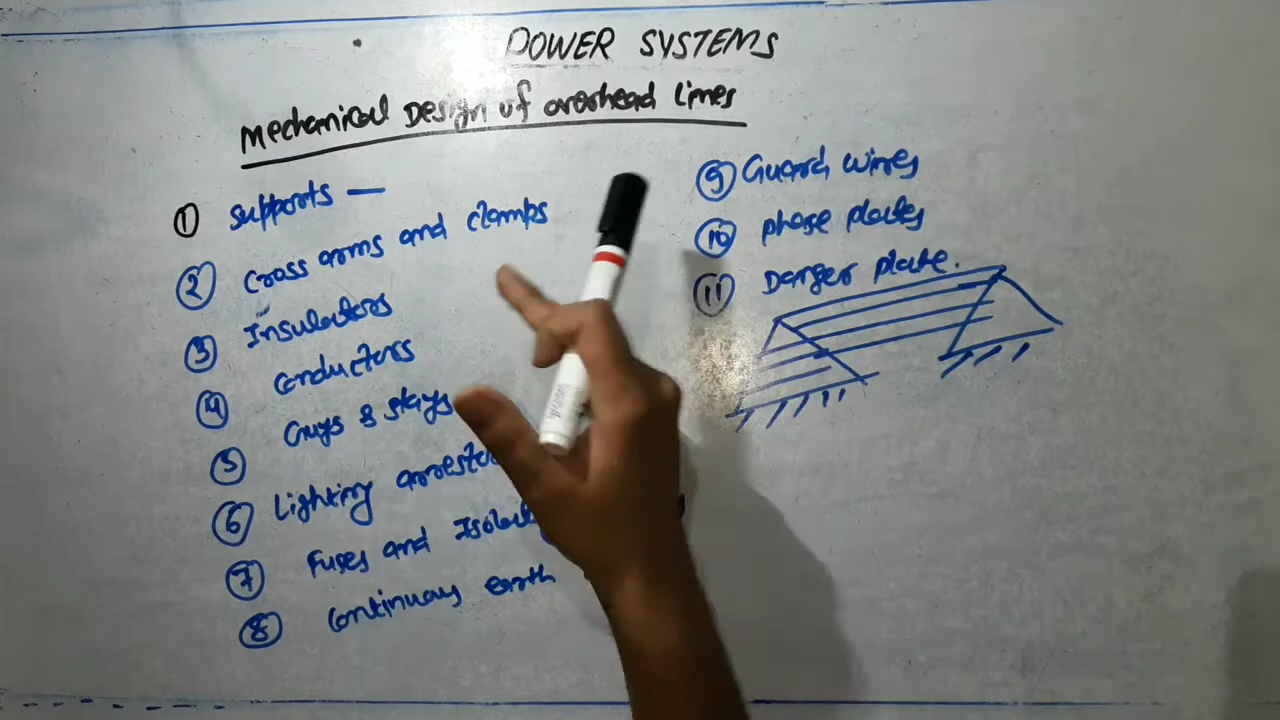 POWER SYSTEMS
Mechanical Design of overhead lines
① Supports —
② Cross arms and clamps
③ Insulators
④ conductors
⑤ Guys & stays
⑥ Lighting
⑦ Fuses and
⑧ continuous earth
⑨ Guard wires
⑩ phase plates
⑪ Danger plate.